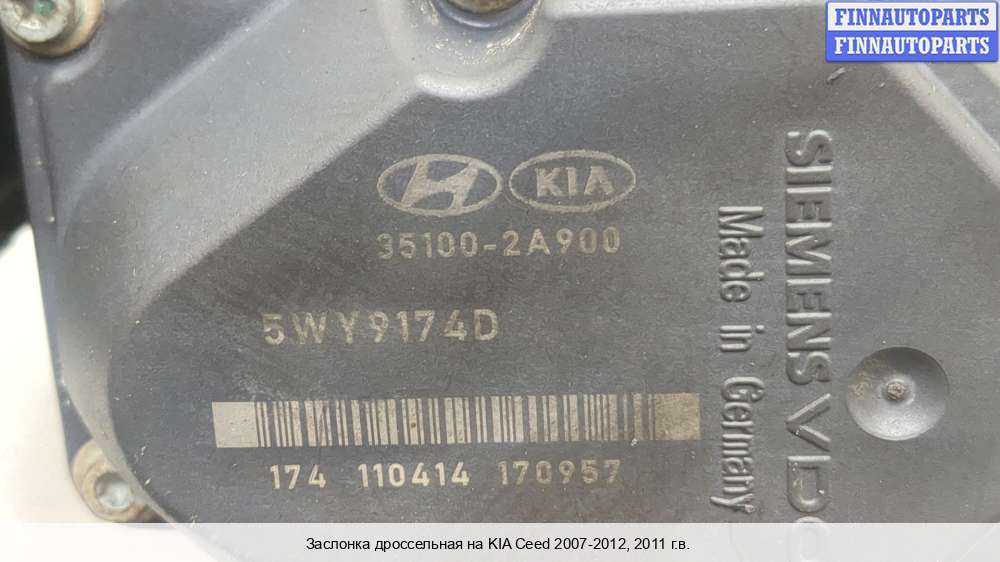 FINNAUTOPARTS
FINNAUTOPARTS
KIA
35100-2A900
5WY9174D
174 110414 170957
SIEMENS VDO
Made in Germany
Заслонка дроссельная на KIA Ceed 2007-2012, 2011 г.в.